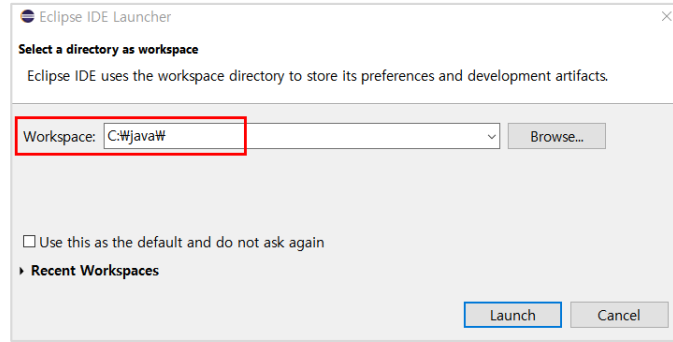 Eclipse IDE Launcher
Select a directory as workspace
Eclipse IDE uses the workspace directory to store its preferences and development artifacts.
Workspace: C:₩java₩ Browse...
Use this as the default and do not ask again
Recent Workspaces
Launch Cancel